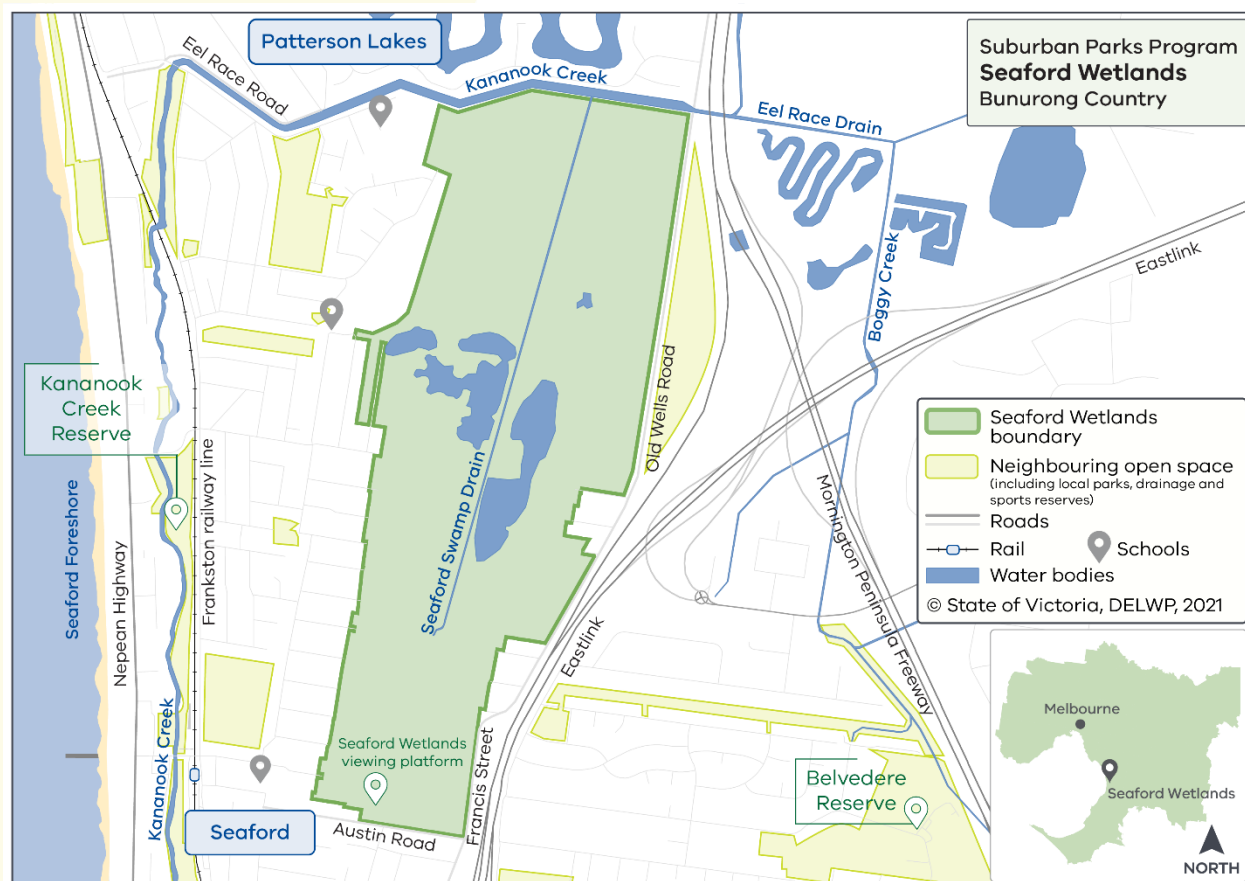 Patterson Lakes
Suburban Parks Program
Seaford Wetlands
Bunurong Country
Eel Race Road
Kananook Creek
Eel Race Drain
Boggy Creek
Eastlink
Kananook
Creek
Reserve
Old Wells Road
Seaford Foreshore
Nepean Highway
Frankston railway line
Seaford Swamp Drain
Mornington Peninsula Freeway
Seaford Wetlands
boundary
Neighbouring open space
(including local parks, drainage and
sports reserves)
Roads
Rail
Schools
Water bodies
© State of Victoria, DELWP, 2021
Eastlink
Kananook Creek
Seaford Wetlands
viewing platform
Francis Street
Belvedere
Reserve
Seaford
Austin Road
Melbourne
Seaford Wetlands
NORTH